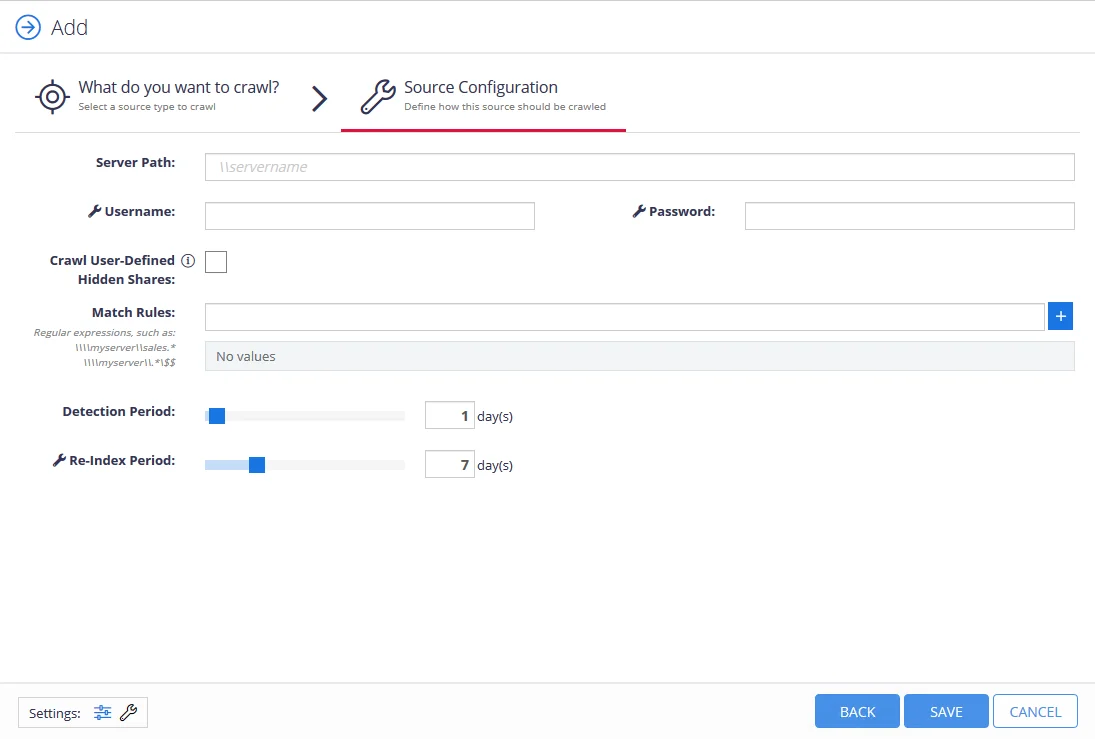 Add
What do you want to crawl?
Select a source type to crawl
Source Configuration
Define how this source should be crawled
Server Path:
\\servername
Username:
Password:
Crawl User-Defined
Hidden Shares:
Match Rules:
Regular expressions, such as:
\\\\myserver\\sales.*
\\\\myserver\\.*\$$
+
No values
Detection Period:
1 day(s)
Re-Index Period:
7 day(s)
Settings:
BACK
SAVE
CANCEL